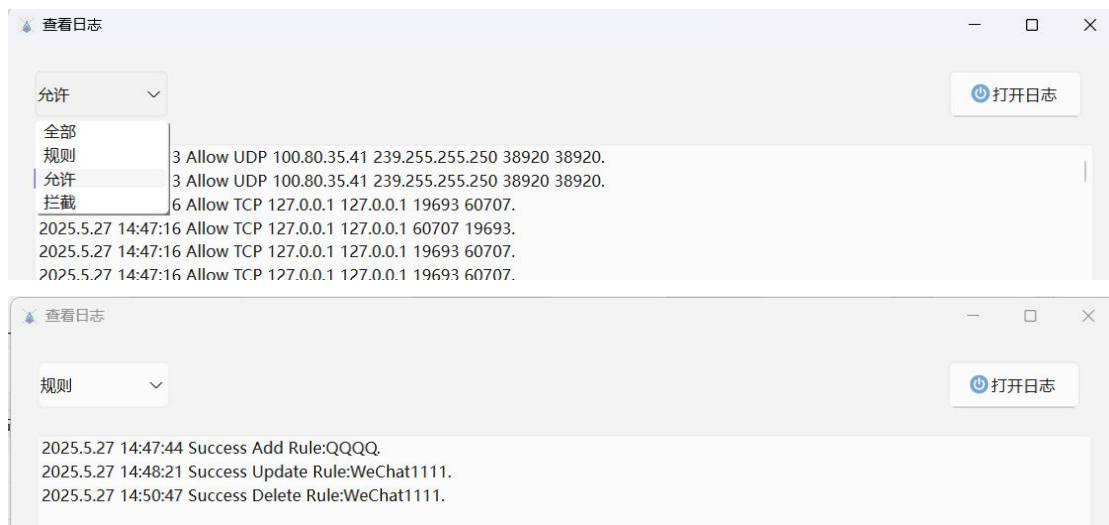 查看日志
允许
打开日志
全部
规则
允许
拦截
3 Allow UDP 100.80.35.41 239.255.255.250 38920 38920.
3 Allow UDP 100.80.35.41 239.255.255.250 38920 38920.
6 Allow TCP 127.0.0.1 127.0.0.1 19693 60707.
2025.5.27 14:47:16 Allow TCP 127.0.0.1 127.0.0.1 60707 19693.
2025.5.27 14:47:16 Allow TCP 127.0.0.1 127.0.0.1 19693 60707.
2025.5.27 14:47:16 Allow TCP 127.0.0.1 127.0.0.1 19693 60707.
查看日志
规则
打开日志
2025.5.27 14:47:44 Success Add Rule:QQQQ.
2025.5.27 14:48:21 Success Update Rule:WeChat1111.
2025.5.27 14:50:47 Success Delete Rule:WeChat1111.